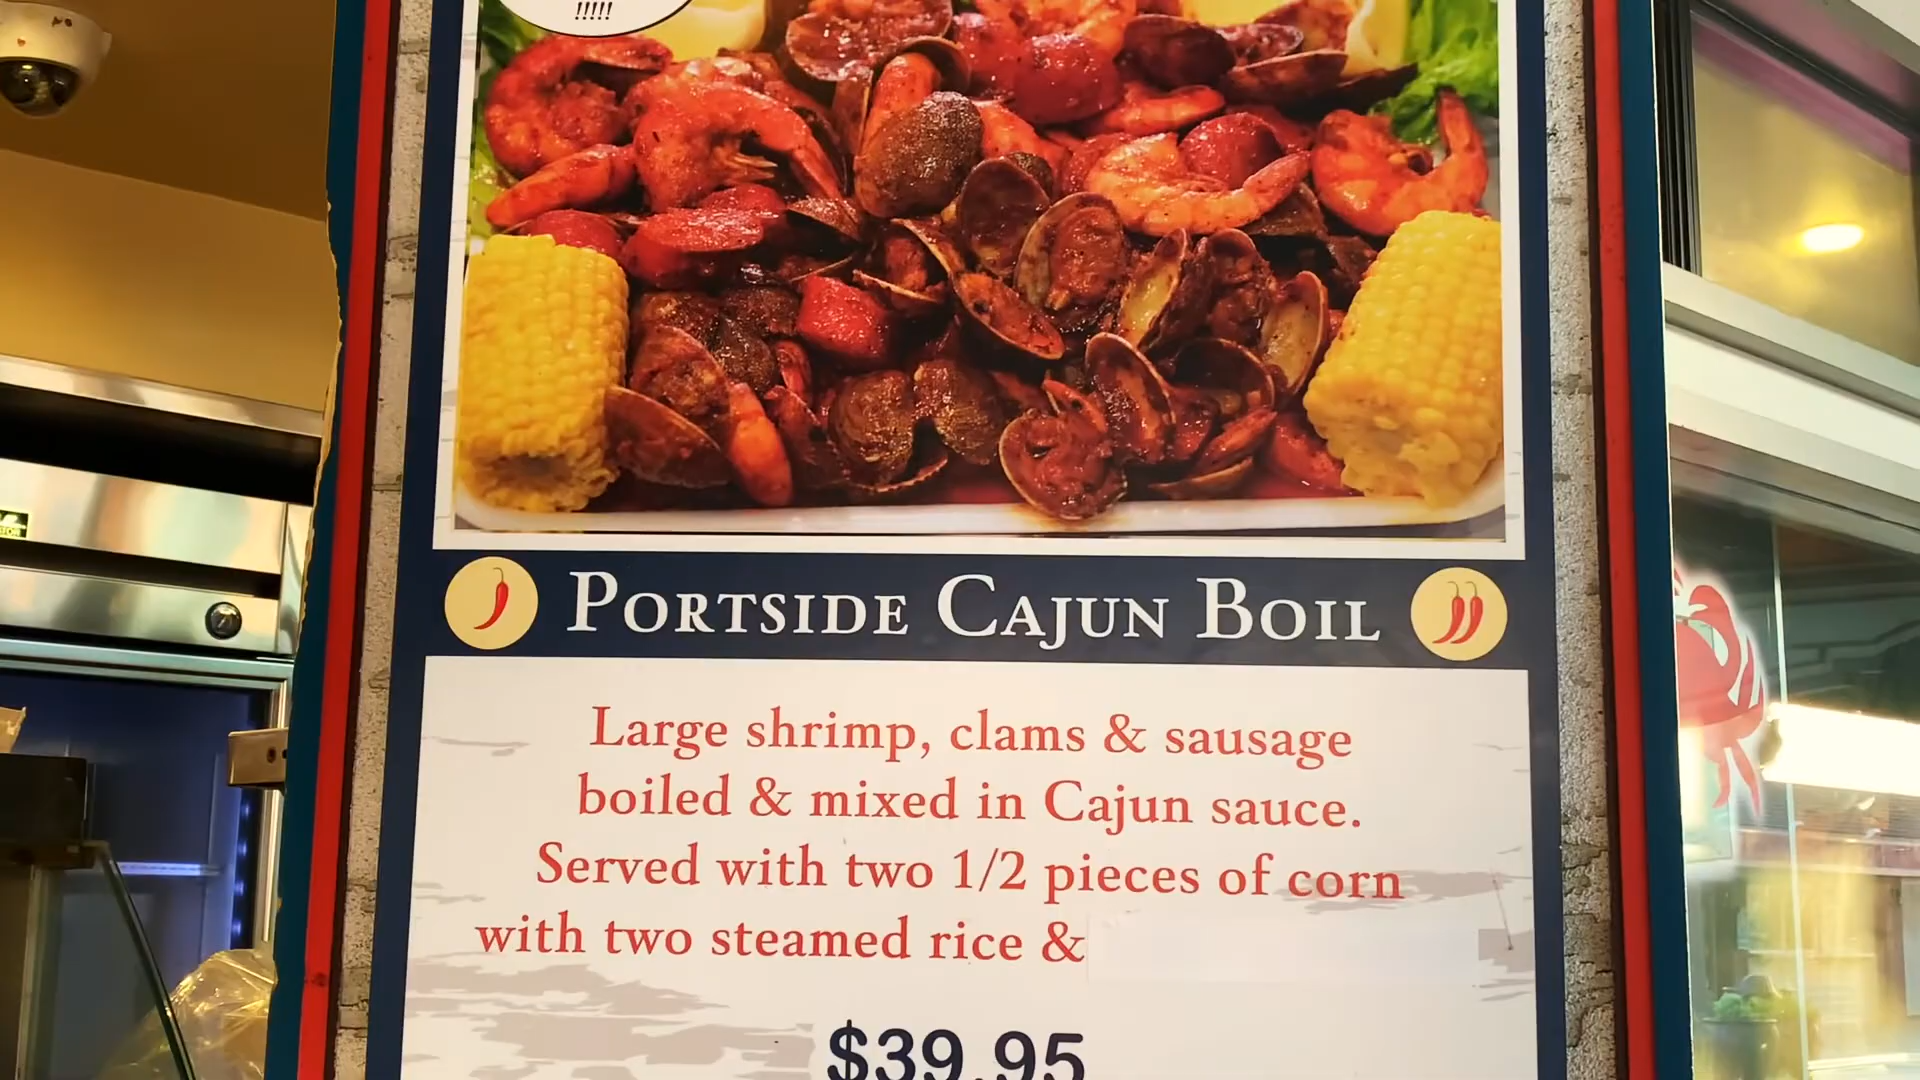 !!!!!
PORTSIDE CAJUN BOIL
Large shrimp, clams & sausage
boiled & mixed in Cajun sauce.
Served with two 1/2 pieces of corn
with two steamed rice &
$39.95